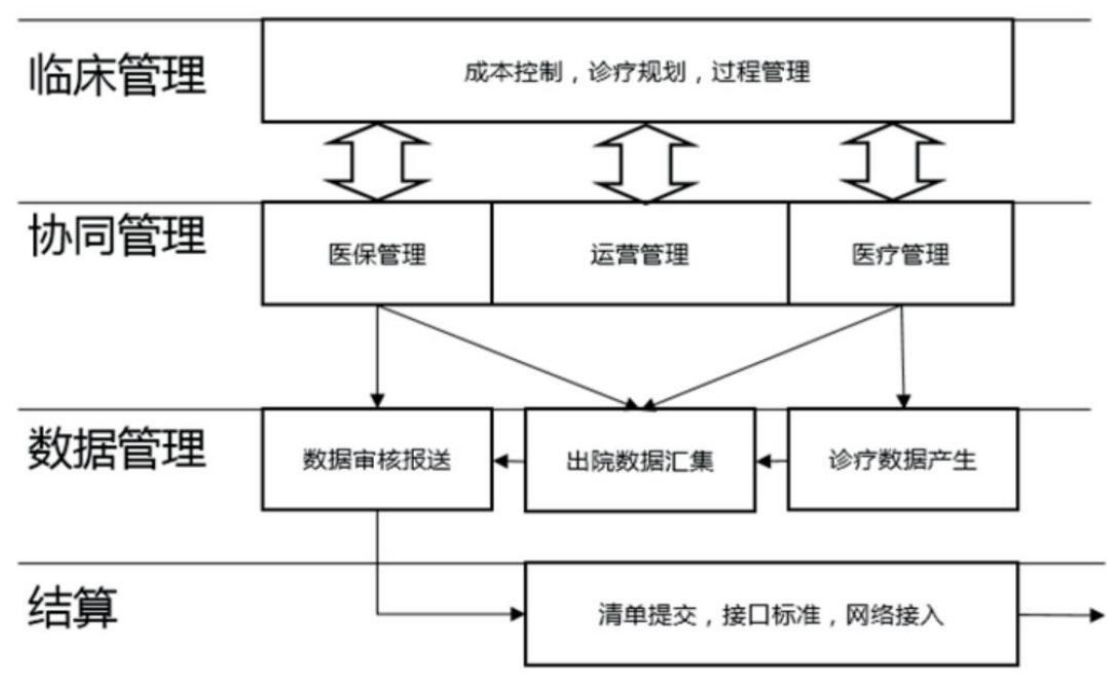 临床管理
成本控制，诊疗规划，过程管理
协同管理
医保管理
运营管理
医疗管理
数据管理
数据审核报送
出院数据汇集
诊疗数据产生
结算
清单提交，接口标准，网络接入